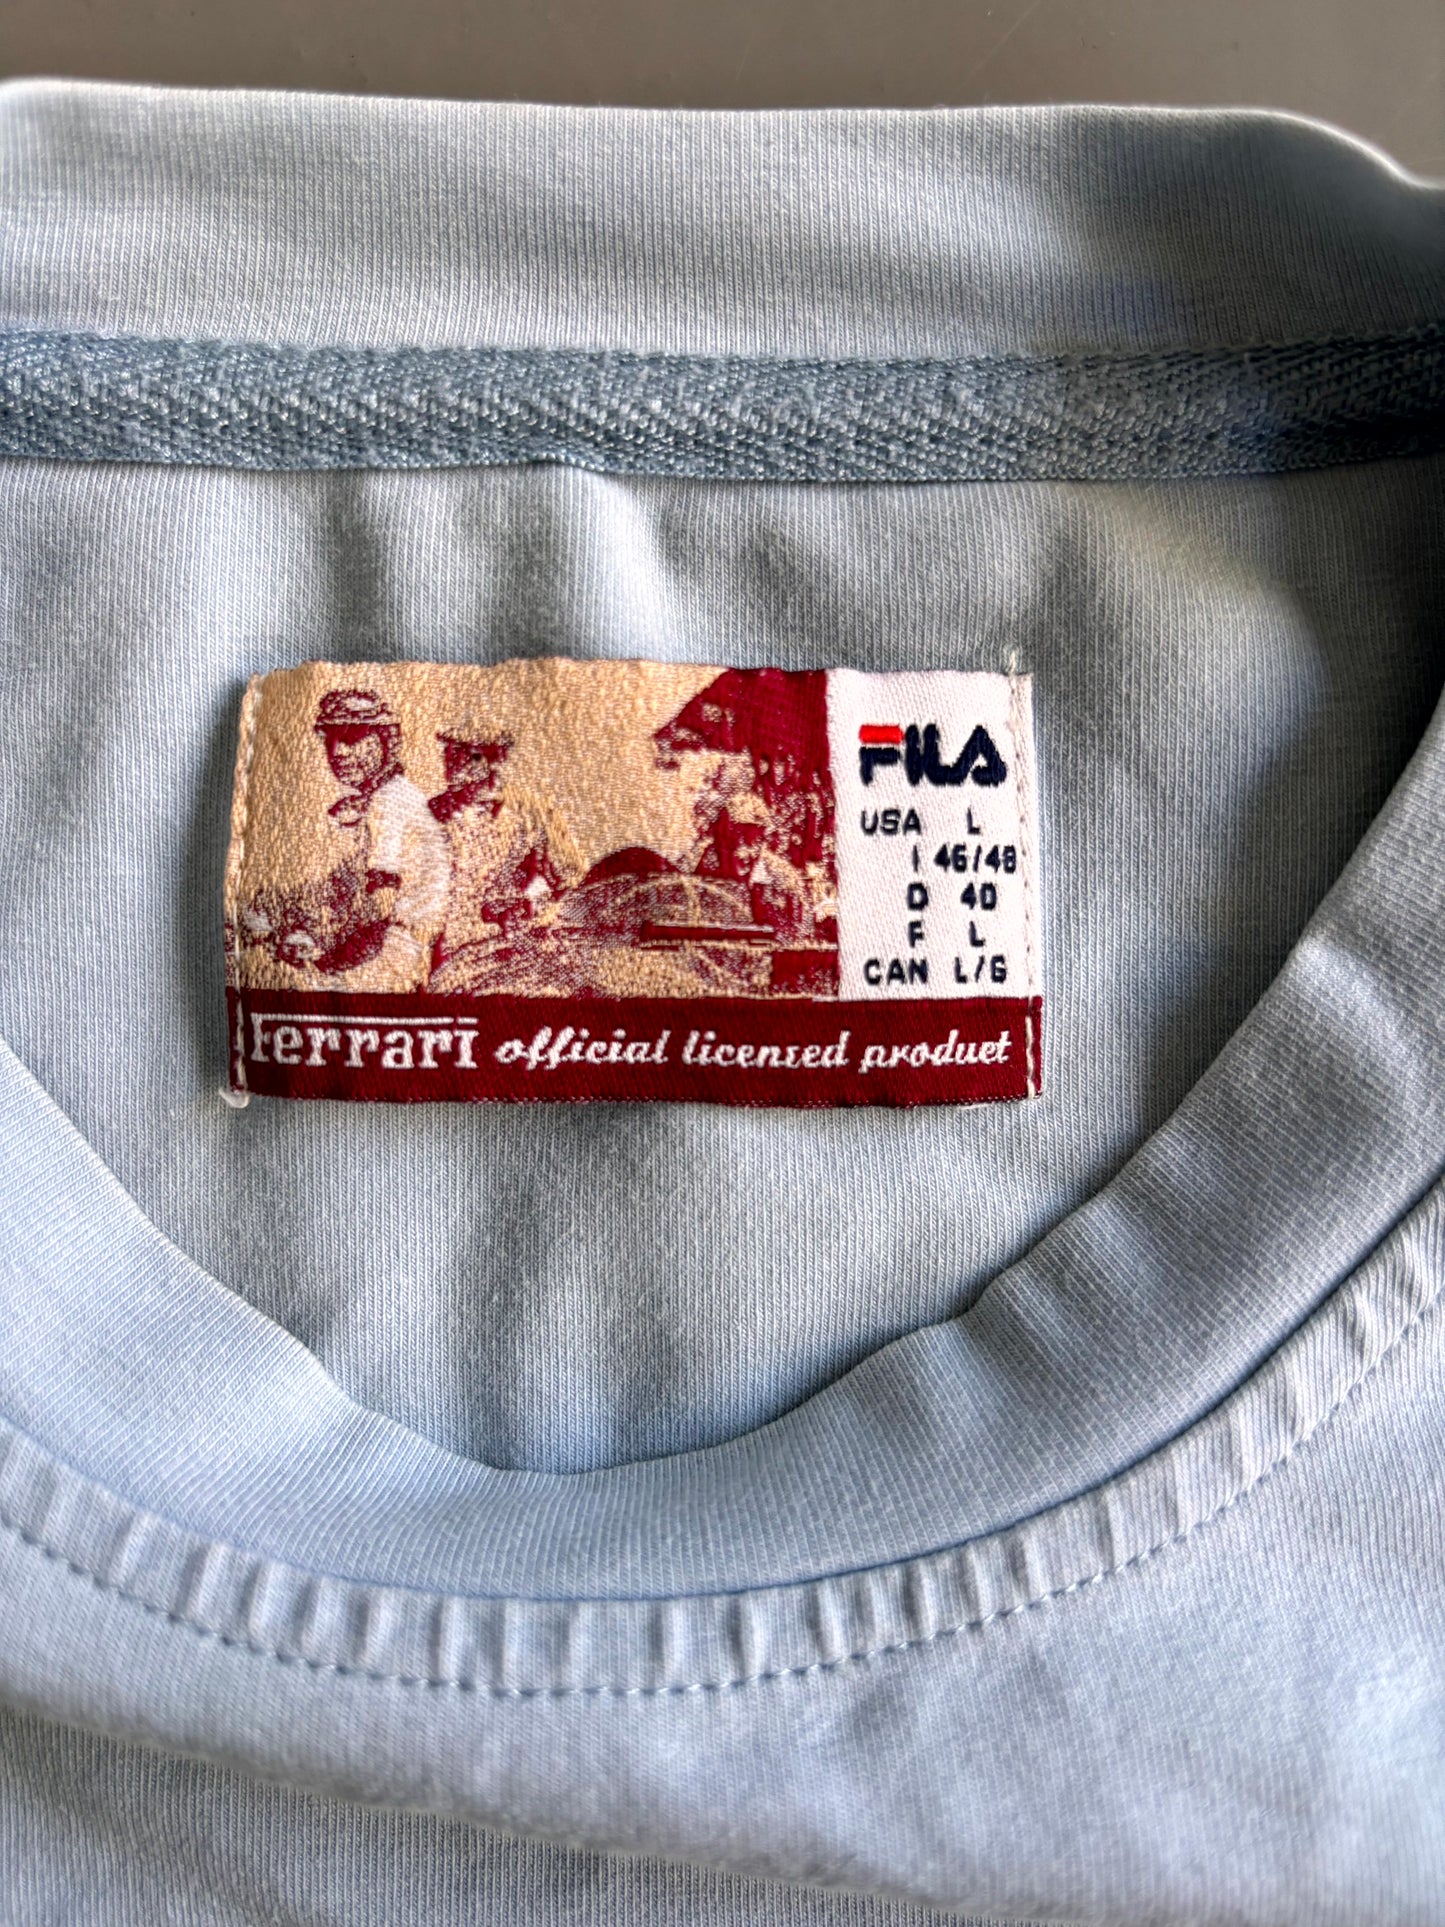 FILA
USA L
I 46/48
D 40
F L
CAN L/G
Ferrari official licensed product